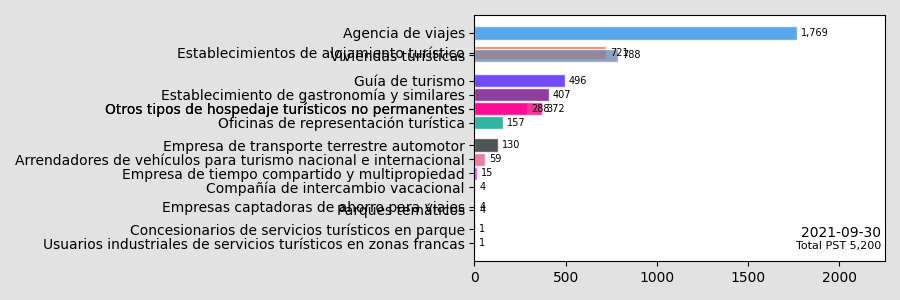 Agencia de viajes 1,769
Establecimientos de alojamiento turístico 721
Viviendas turísticas 788
Guía de turismo 496
Establecimiento de gastronomía y similares 407
Otros tipos de hospedaje turísticos no permanentes 288 372
Oficinas de representación turística 157
Empresa de transporte terrestre automotor 130
Arrendadores de vehículos para turismo nacional e internacional 59
Empresa de tiempo compartido y multipropiedad 15
Compañía de intercambio vacacional 4
Empresas captadoras de ahorro para viajes 4
Parques temáticos 4
Concesionarios de servicios turísticos en parque 1
Usuarios industriales de servicios turísticos en zonas francas 1
2021-09-30
Total PST 5,200
0 500 1000 1500 2000